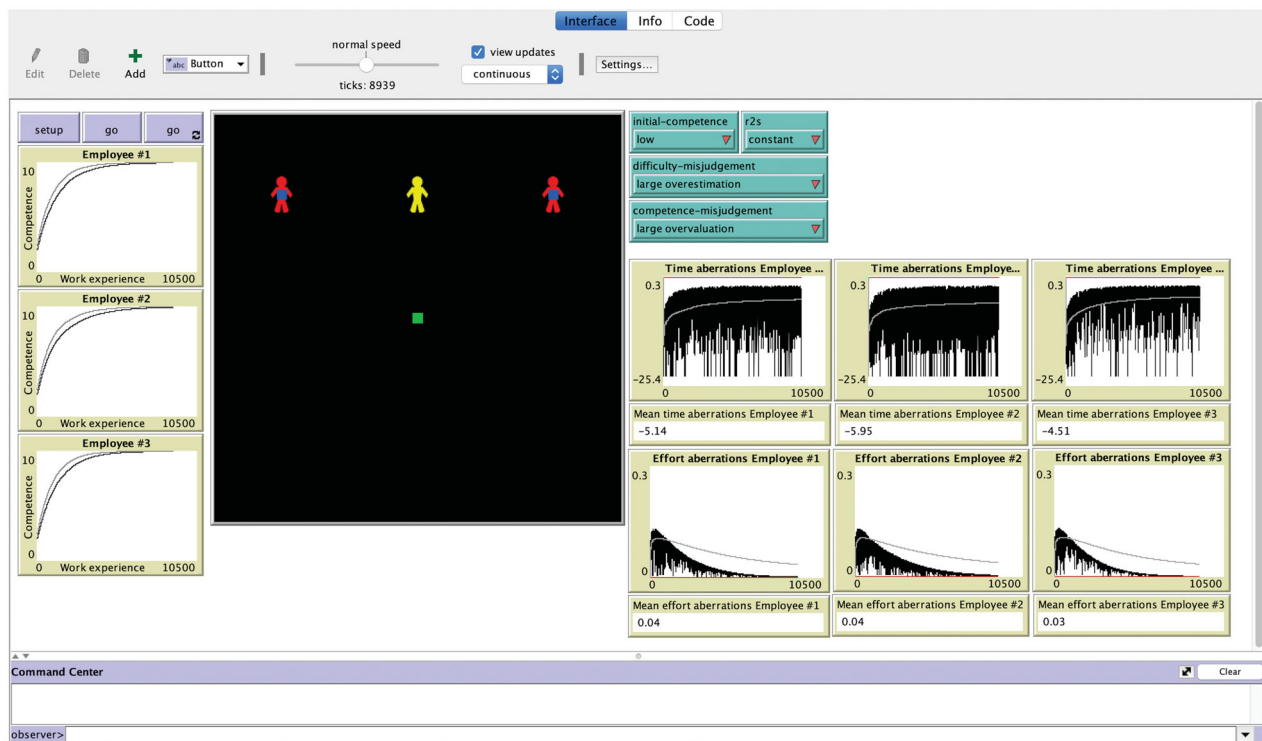 Interface Info Code
Edit Delete Add abc Button normal speed ticks: 8939 view updates continuous Settings...
setup go go
Employee #1
10
Competence
0
0 Work experience 10500
Employee #2
10
Competence
0
0 Work experience 10500
Employee #3
10
Competence
0
0 Work experience 10500
initial-competence
low
r2s
constant
difficulty-misjudgement
large overestimation
competence-misjudgement
large overvaluation
Time aberrations Employee ...
0.3
-25.4
0 10500
Time aberrations Employe...
0.3
-25.4
0 10500
Time aberrations Employee ...
0.3
-25.4
0 10500
Mean time aberrations Employee #1
-5.14
Mean time aberrations Employee #2
-5.95
Mean time aberrations Employee #3
-4.51
Effort aberrations Employee #1
0.3
0
0 10500
Effort aberrations Employee #2
0.3
0
0 10500
Effort aberrations Employee #3
0.3
0
0 10500
Mean effort aberrations Employee #1
0.04
Mean effort aberrations Employee #2
0.04
Mean effort aberrations Employee #3
0.03
Command Center Clear
observer>